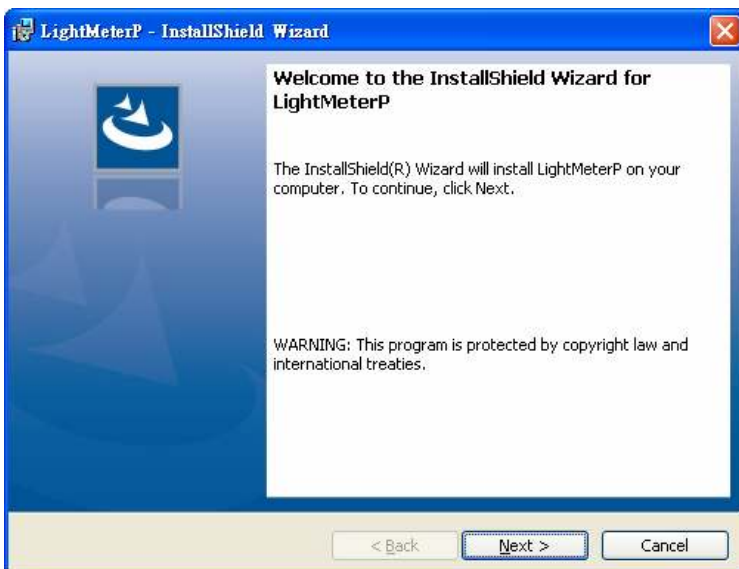 LightMeterP - InstallShield Wizard
Welcome to the InstallShield Wizard for
LightMeterP
The InstallShield(R) Wizard will install LightMeterP on your
computer. To continue, click Next.
WARNING: This program is protected by copyright law and
international treaties.
< Back
Next >
Cancel